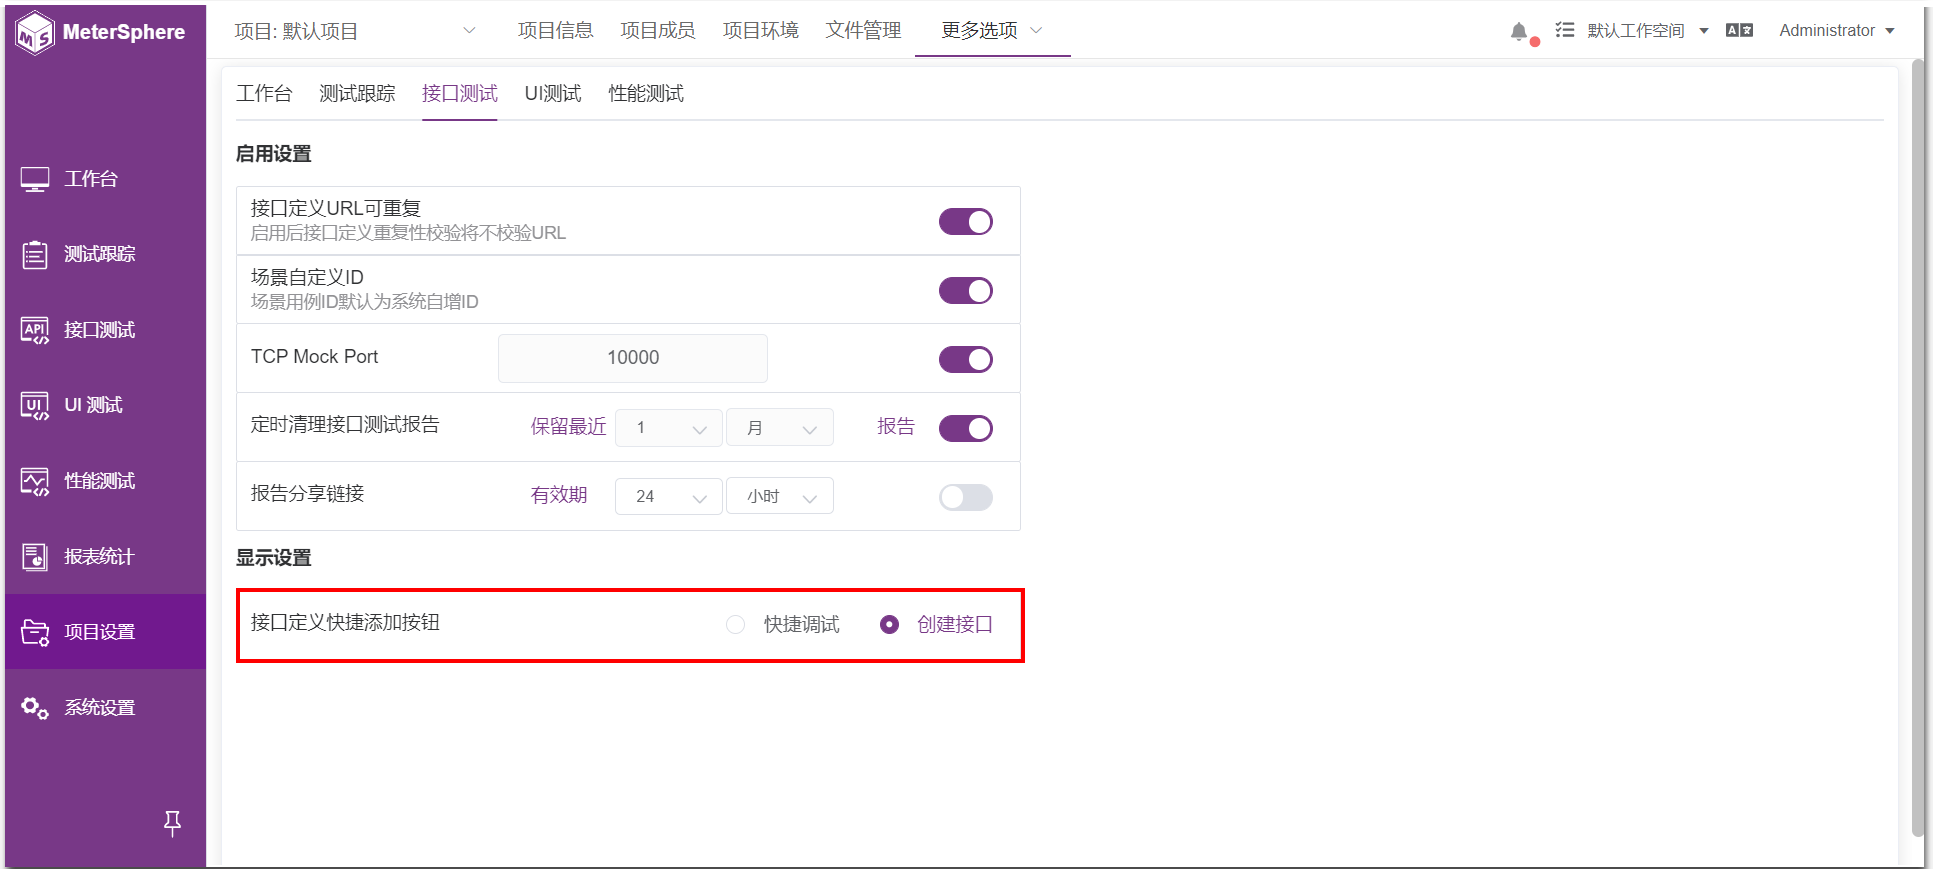 MeterSphere
项目: 默认项目
项目信息 项目成员 项目环境 文件管理 更多选项
默认工作空间
Administrator
工作台 测试跟踪 接口测试 UI测试 性能测试
工作台
测试跟踪
接口测试
UI 测试
性能测试
报表统计
项目设置
系统设置
启用设置
接口定义URL可重复
启用后接口定义重复性校验将不校验URL
场景自定义ID
场景用例ID默认为系统自增ID
TCP Mock Port 10000
定时清理接口测试报告 保留最近 1 月 报告
报告分享链接 有效期 24 小时
显示设置
接口定义快捷添加按钮 快捷调试 创建接口